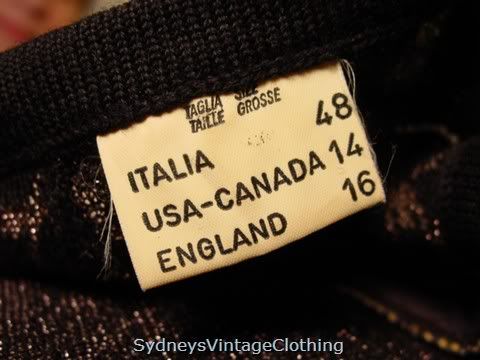 TAGLIA SIZE
TAILLE GROSSE
ITALIA 48
USA-CANADA 14
ENGLAND 16
SydneysVintageClothing